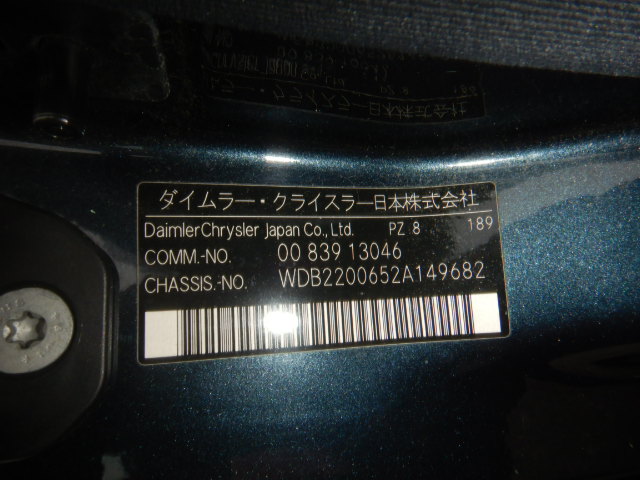 ダイムラー・クライスラー日本株式会社
DaimlerChrysler Japan Co., Ltd. PZ 8 189
COMM.-NO. 00 839 13046
CHASSIS.-NO. WDB2200652A149682